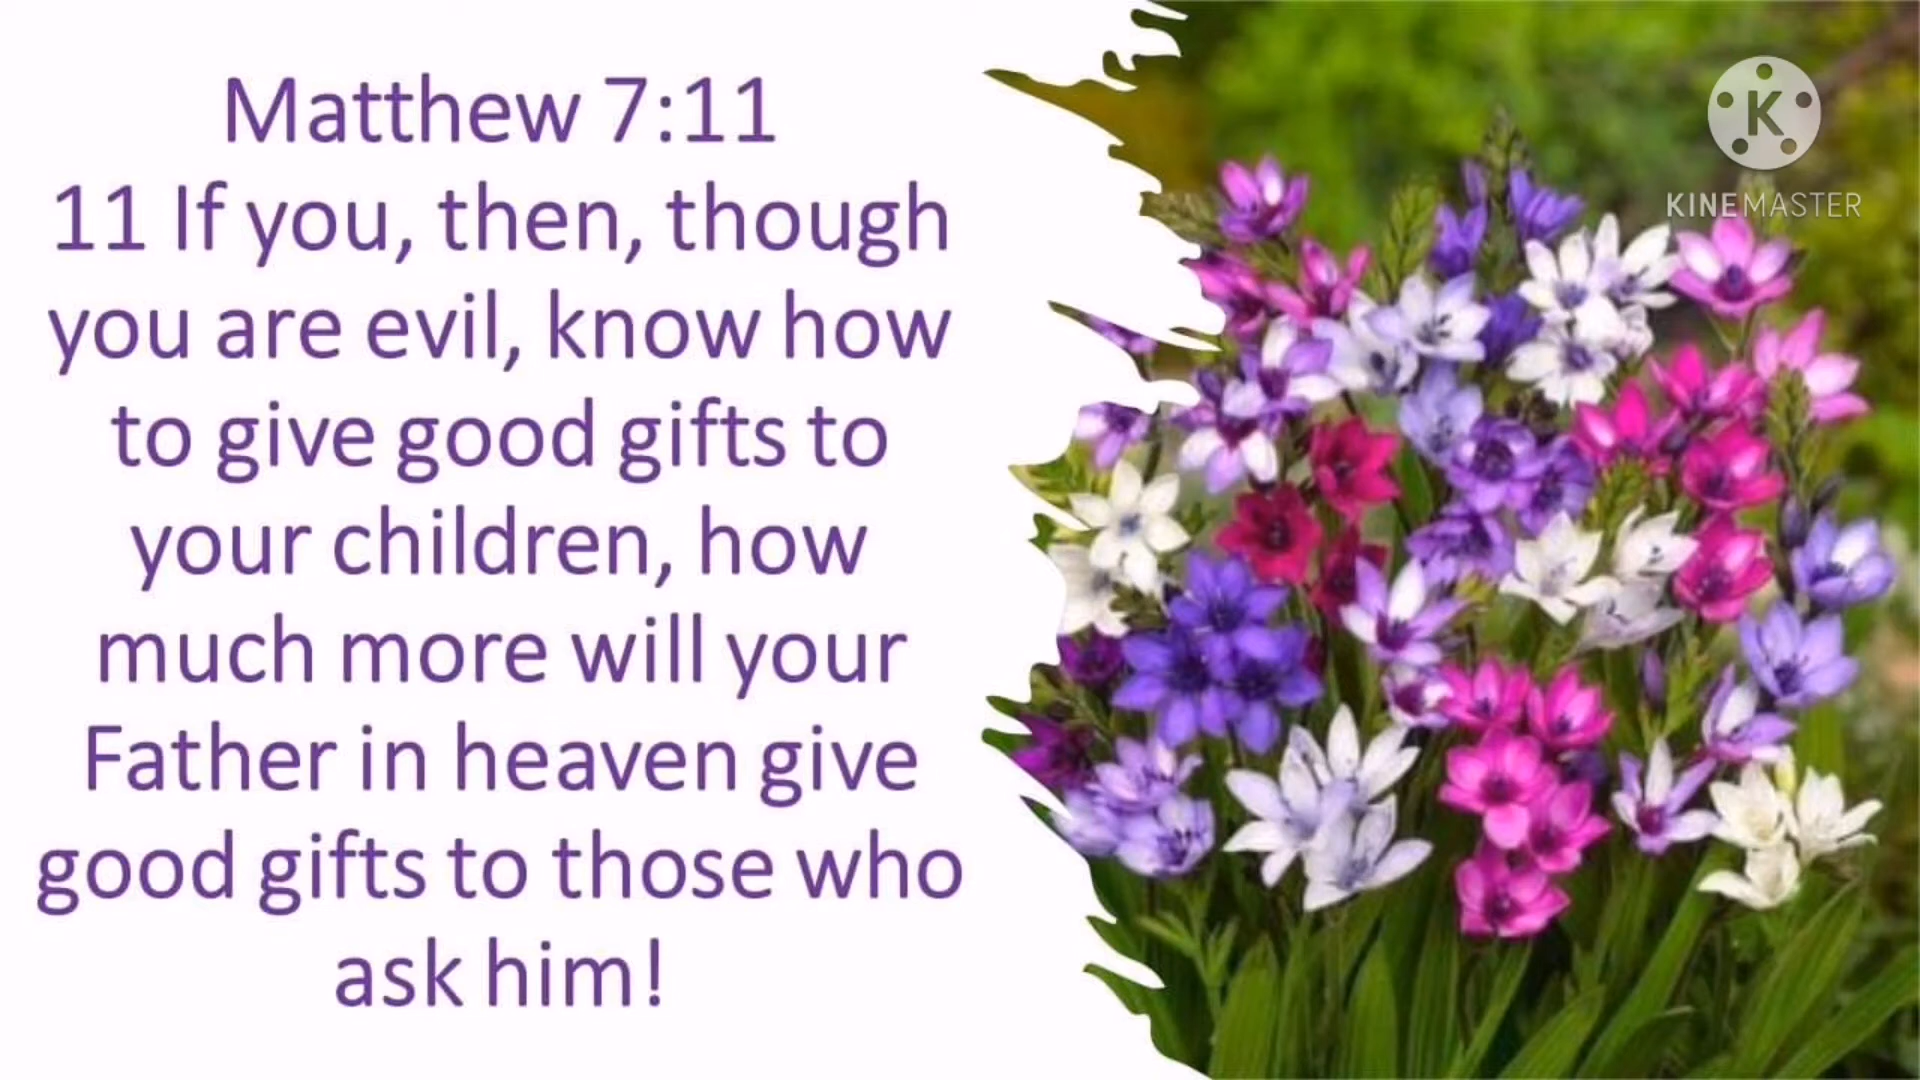 Matthew 7:11
11 If you, then, though
you are evil, know how
to give good gifts to
your children, how
much more will your
Father in heaven give
good gifts to those who
ask him!
K
KINEMASTER